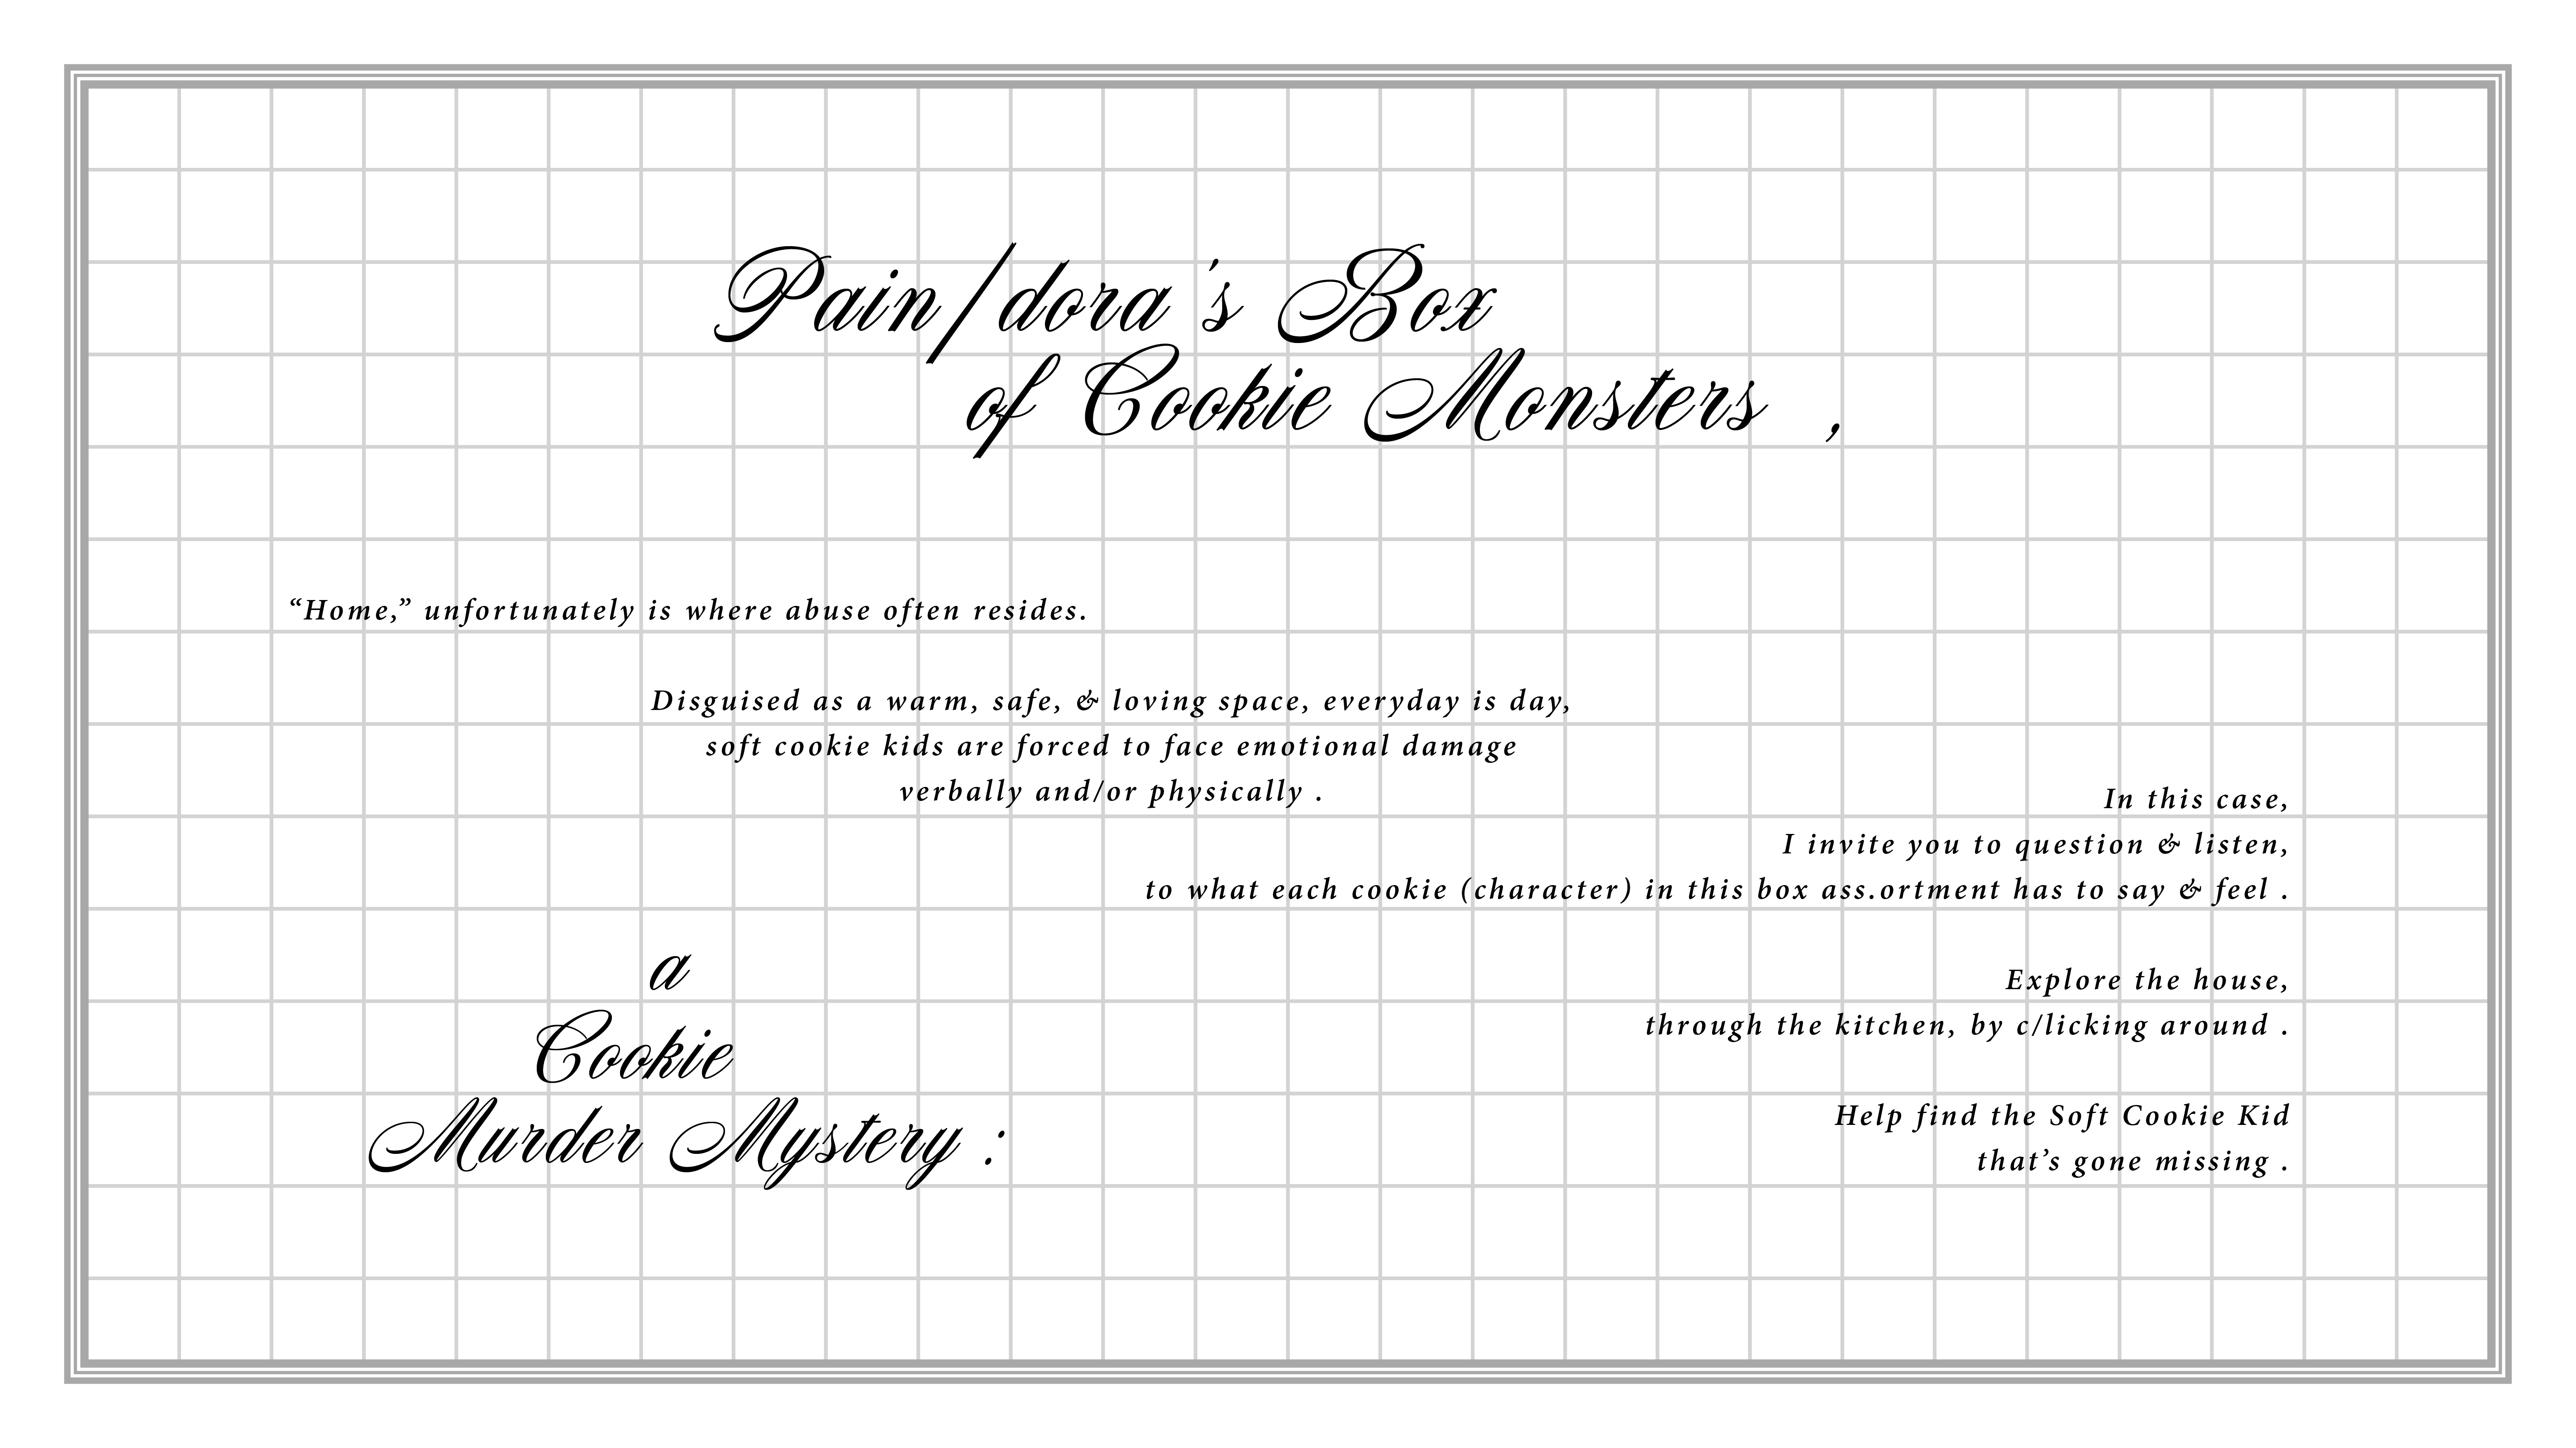 Pain/dora's Box
of Cookie Monsters ,
“Home,” unfortunately is where abuse often resides.
Disguised as a warm, safe, & loving space, everyday is day,
soft cookie kids are forced to face emotional damage
verbally and/or physically .
In this case,
I invite you to question & listen,
to what each cookie (character) in this box ass.ortment has to say & feel .
a
Cookie
Murder Mystery :
Explore the house,
through the kitchen, by c/licking around .
Help find the Soft Cookie Kid
that’s gone missing .